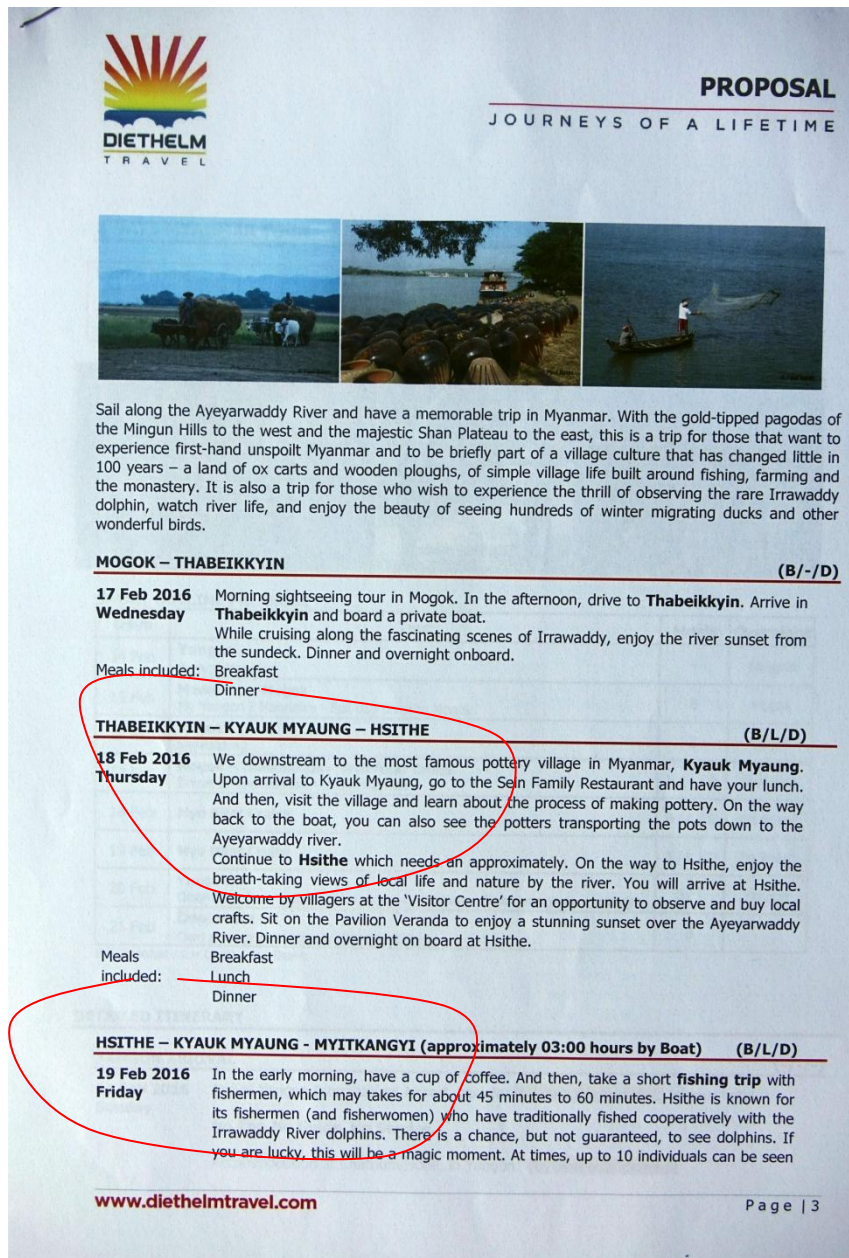 DIETHELM
TRAVEL
PROPOSAL
JOURNEYS OF A LIFETIME
Sail along the Ayeyarwaddy River and have a memorable trip in Myanmar. With the gold-tipped pagodas of
the Mingun Hills to the west and the majestic Shan Plateau to the east, this is a trip for those that want to
experience first-hand unspoilt Myanmar and to be briefly part of a village culture that has changed little in
100 years – a land of ox carts and wooden ploughs, of simple village life built around fishing, farming and
the monastery. It is also a trip for those who wish to experience the thrill of observing the rare Irrawaddy
dolphin, watch river life, and enjoy the beauty of seeing hundreds of winter migrating ducks and other
wonderful birds.
MOGOK – THABEIKKYIN (B/-/D)
17 Feb 2016 Morning sightseeing tour in Mogok. In the afternoon, drive to Thabeikkyin. Arrive in
Wednesday Thabeikkyin and board a private boat.
While cruising along the fascinating scenes of Irrawaddy, enjoy the river sunset from
the sundeck. Dinner and overnight onboard.
Meals included: Breakfast
Dinner
THABEIKKYIN – KYAUK MYAUNG – HSITHE (B/L/D)
18 Feb 2016 We downstream to the most famous pottery village in Myanmar, Kyauk Myaung.
Thursday Upon arrival to Kyauk Myaung, go to the Sein Family Restaurant and have your lunch.
And then, visit the village and learn about the process of making pottery. On the way
back to the boat, you can also see the potters transporting the pots down to the
Ayeyarwaddy river.
Continue to Hsithe which needs an approximately. On the way to Hsithe, enjoy the
breath-taking views of local life and nature by the river. You will arrive at Hsithe.
Welcome by villagers at the ‘Visitor Centre’ for an opportunity to observe and buy local
crafts. Sit on the Pavilion Veranda to enjoy a stunning sunset over the Ayeyarwaddy
River. Dinner and overnight on board at Hsithe.
Meals Breakfast
included: Lunch
Dinner
HSITHE – KYAUK MYAUNG - MYITKANGYI (approximately 03:00 hours by Boat) (B/L/D)
19 Feb 2016 In the early morning, have a cup of coffee. And then, take a short fishing trip with
Friday fishermen, which may takes for about 45 minutes to 60 minutes. Hsithe is known for
its fishermen (and fisherwomen) who have traditionally fished cooperatively with the
Irrawaddy River dolphins. There is a chance, but not guaranteed, to see dolphins. If
you are lucky, this will be a magic moment. At times, up to 10 individuals can be seen
www.diethelmtravel.com Page |3